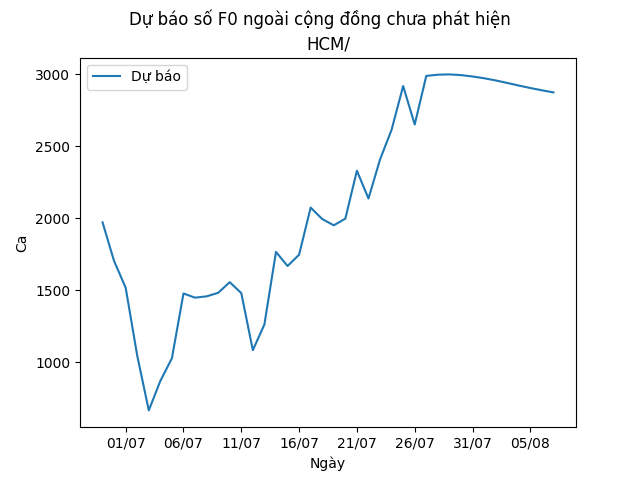 Dự báo số F0 ngoài cộng đồng chưa phát hiện
HCM/
Dự báo
3000
2500
2000
1500
1000
Ca
01/07 06/07 11/07 16/07 21/07 26/07 31/07 05/08
Ngày